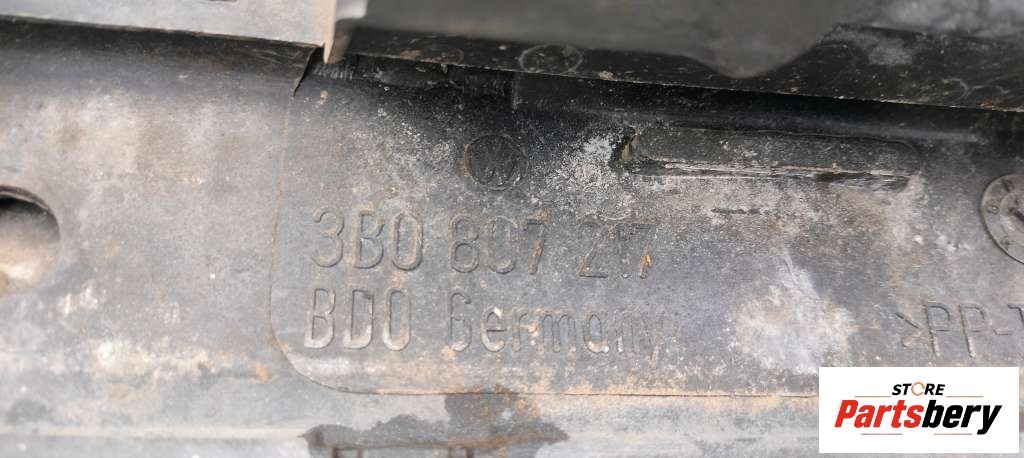 3B0 807 217
BDO Germany
>PP-T
STORE
Partsbery